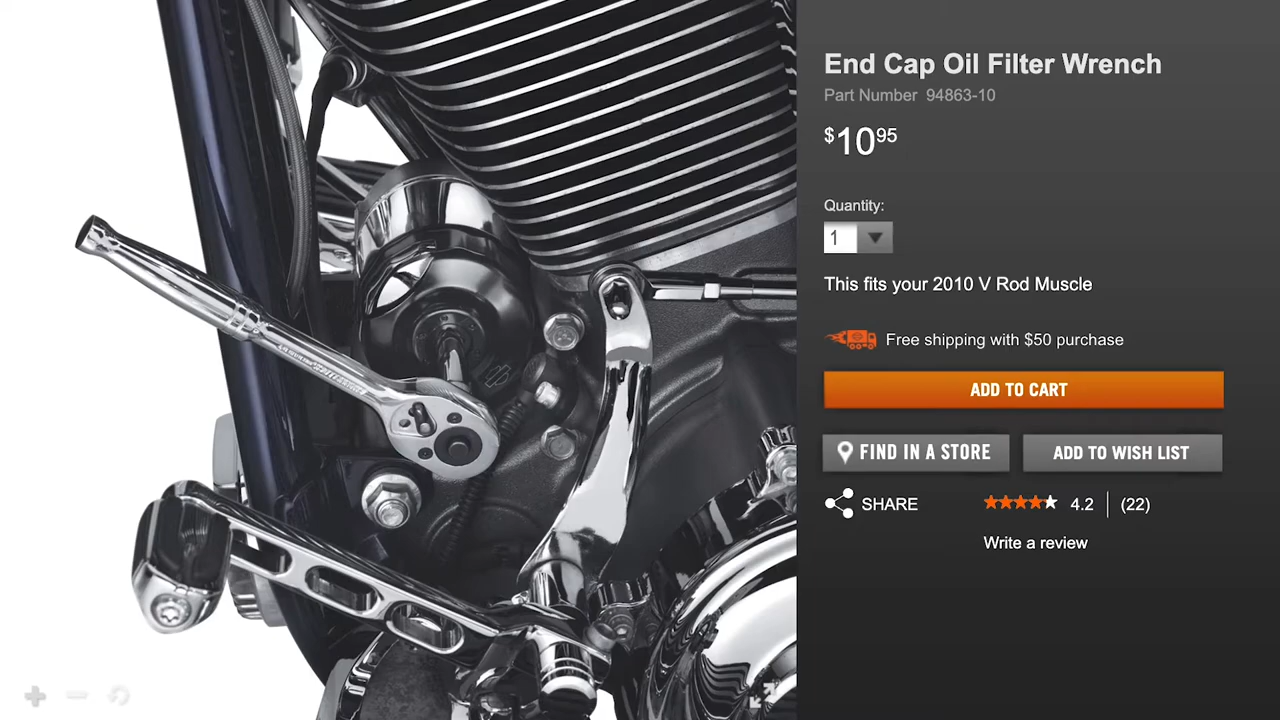 End Cap Oil Filter Wrench
Part Number 94863-10
$1095
Quantity:
1
This fits your 2010 V Rod Muscle
Free shipping with $50 purchase
ADD TO CART
FIND IN A STORE
ADD TO WISH LIST
SHARE
4.2
(22)
Write a review